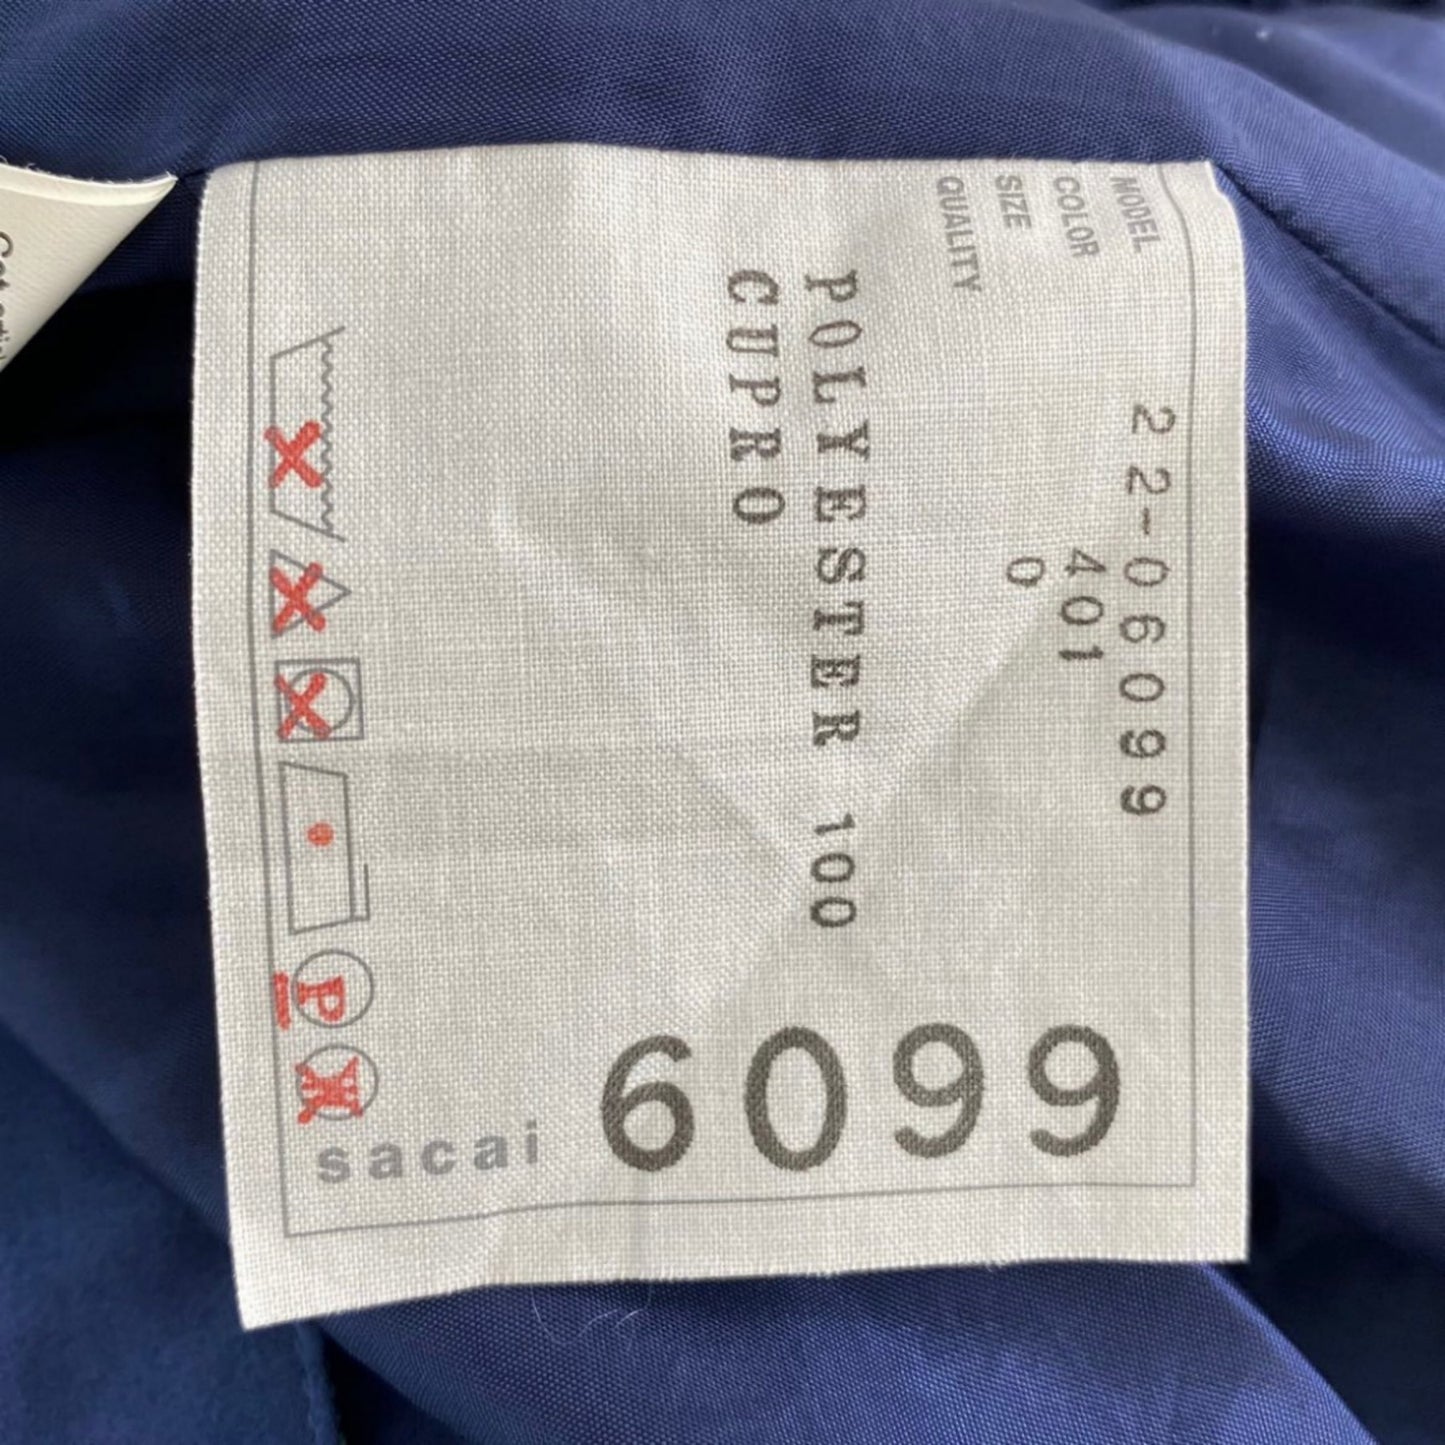 MODEL 22-06099
COLOR 401
SIZE 0
QUALITY
POLYESTER 100
CUPRO
6099
P
sacai